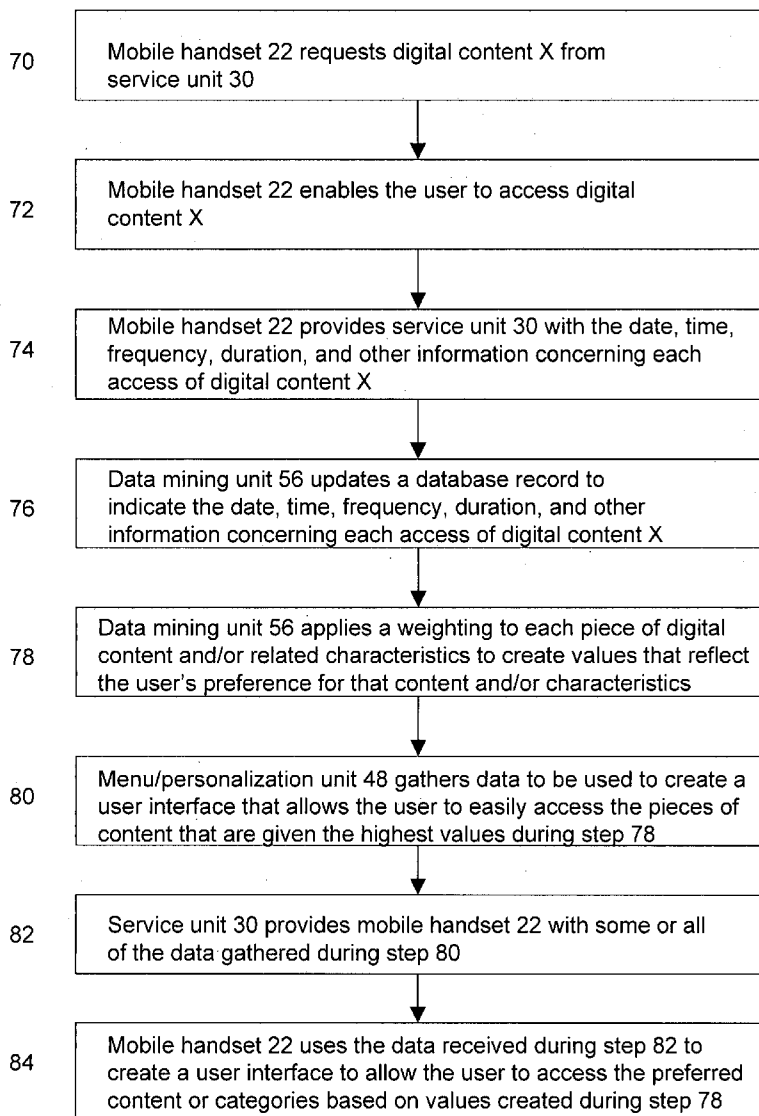 70
Mobile handset 22 requests digital content X from
service unit 30
72
Mobile handset 22 enables the user to access digital
content X
74
Mobile handset 22 provides service unit 30 with the date, time,
frequency, duration, and other information concerning each
access of digital content X
76
Data mining unit 56 updates a database record to
indicate the date, time, frequency, duration, and other
information concerning each access of digital content X
78
Data mining unit 56 applies a weighting to each piece of digital
content and/or related characteristics to create values that reflect
the user's preference for that content and/or characteristics
80
Menu/personalization unit 48 gathers data to be used to create a
user interface that allows the user to easily access the pieces of
content that are given the highest values during step 78
82
Service unit 30 provides mobile handset 22 with some or all
of the data gathered during step 80
84
Mobile handset 22 uses the data received during step 82 to
create a user interface to allow the user to access the preferred
content or categories based on values created during step 78